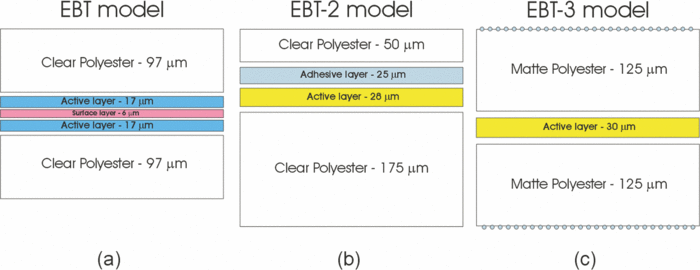 EBT model
Clear Polyester - 97 μm
Active layer - 17 μm
Surface layer - 6 μm
Active layer - 17 μm
Clear Polyester - 97 μm
(a)
EBT-2 model
Clear Polyester - 50 μm
Adhesive layer - 25 μm
Active layer - 28 μm
Clear Polyester - 175 μm
(b)
EBT-3 model
Matte Polyester - 125 μm
Active layer - 30 μm
Matte Polyester - 125 μm
(c)